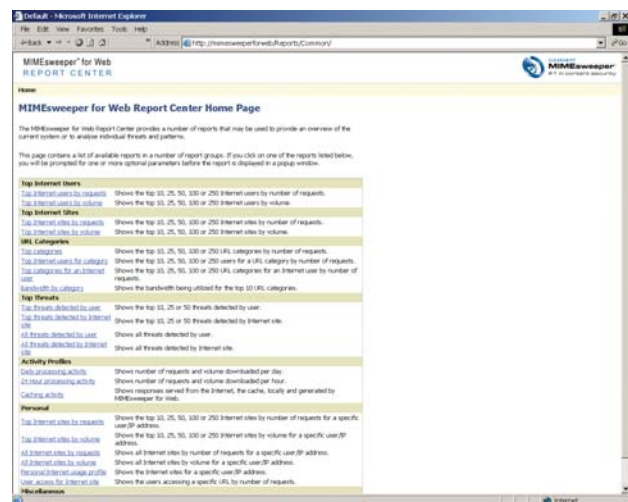 Default - Microsoft Internet Explorer
File Edit View Favorites Tools Help
Back Address http://mimesweeperforweb/Reports/Common/ Go
MIMEsweeper™ for Web
REPORT CENTER
MIMEsweeper™
#1 in content security
Home
MIMEsweeper for Web Report Center Home Page
The MIMEsweeper for Web Report Center provides a number of reports that may be used to provide an overview of the
current system or to analyse individual threats and patterns.
This page contains a list of available reports in a number of report groups. If you click on one of the reports listed below,
you will be prompted for one or more optional parameters before the report is displayed in a popup window.
Top Internet Users
Top Internet users by requests Shows the top 10, 25, 50, 100 or 250 Internet users by number of requests.
Top Internet users by volume Shows the top 10, 25, 50, 100 or 250 Internet users by volume.
Top Internet Sites
Top Internet sites by requests Shows the top 10, 25, 50, 100 or 250 Internet sites by number of requests.
Top Internet sites by volume Shows the top 10, 25, 50, 100 or 250 Internet sites by volume.
URL Categories
Top categories Shows the top 10, 25, 50, 100 or 250 URL categories by number of requests.
Top Internet users for category Shows the top 10, 25, 50, 100 or 250 users for a URL category by number of requests.
Top categories for an Internet Shows the top 10, 25, 50, 100 or 250 URL categories for an Internet user by number of
user requests.
Bandwidth by category Shows the bandwidth being utilized for the top 10 URL categories.
Top Threats
Top threats detected by user Shows the top 10, 25 or 50 threats detected by user.
Top threats detected by Internet
site Shows the top 10, 25 or 50 threats detected by Internet site.
All threats detected by user Shows all threats detected by user.
All threats detected by Internet
site Shows all threats detected by Internet site.
Activity Profiles
Daily processing activity Shows number of requests and volume downloaded per day.
24 Hour processing activity Shows number of requests and volume downloaded per hour.
Caching activity Shows responses served from the Internet, the cache, locally and generated by
MIMEsweeper for Web.
Personal
Top Internet sites by requests Shows the top 10, 25, 50, 100 or 250 Internet sites by number of requests for a specific
user/IP address.
Top Internet sites by volume Shows the top 10, 25, 50, 100 or 250 Internet sites by volume for a specific user/IP
address.
All Internet sites by requests Shows all Internet sites by number of requests for a specific user/IP address.
All Internet sites by volume Shows all Internet sites by volume for a specific user/IP address.
Personal Internet usage profile Shows the Internet sites for a specific user/IP address.
User access for Internet site Shows the users accessing a specific URL by number of requests.
Miscellaneous
Internet